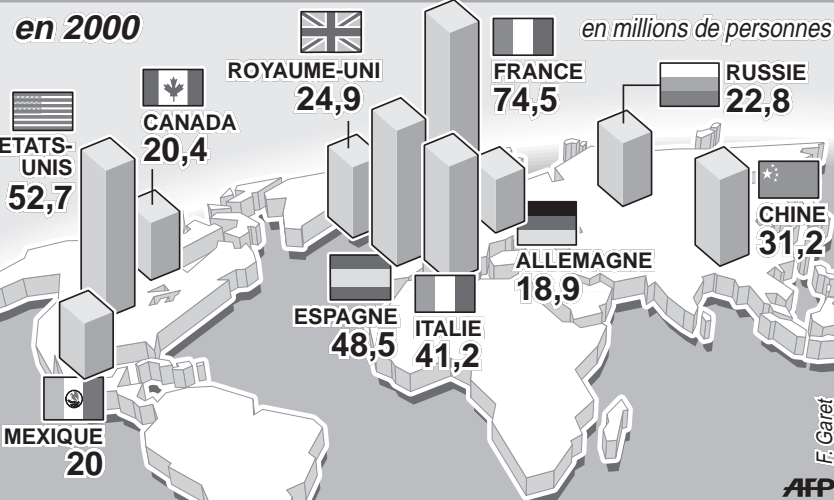 en 2000
en millions de personnes
ROYAUME-UNI
24,9
FRANCE
74,5
RUSSIE
22,8
CANADA
20,4
ETATS-
UNIS
52,7
CHINE
31,2
ALLEMAGNE
18,9
ESPAGNE
48,5
ITALIE
41,2
MEXIQUE
20
F. Garet
AFP